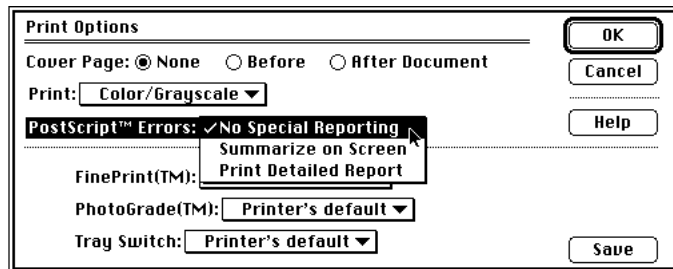 Print Options
OK
Cover Page: None Before After Document
Cancel
Print: Color/Grayscale
PostScript™ Errors: ✓No Special Reporting
Help
Summarize on Screen
Print Detailed Report
FinePrint(TM):
PhotoGrade(TM): Printer's default
Tray Switch: Printer's default
Save